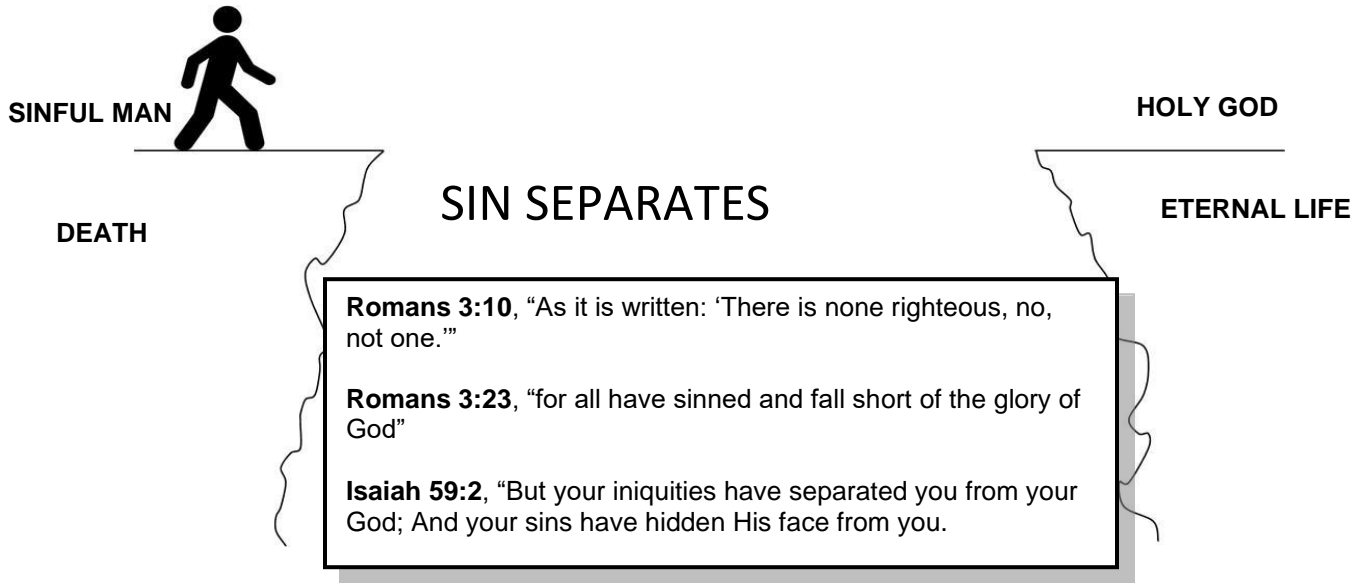 SINFUL MAN
HOLY GOD
SIN SEPARATES
DEATH
ETERNAL LIFE
Romans 3:10, “As it is written: ‘There is none righteous, no,
not one.’”
Romans 3:23, “for all have sinned and fall short of the glory of
God”
Isaiah 59:2, “But your iniquities have separated you from your
God; And your sins have hidden His face from you.